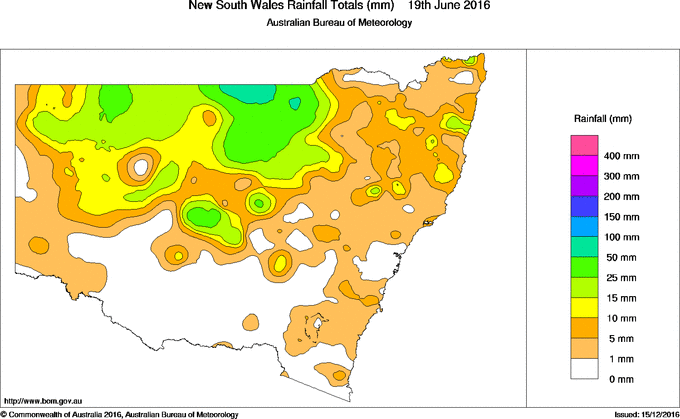 New South Wales Rainfall Totals (mm) 19th June 2016
Australian Bureau of Meteorology
Rainfall (mm)
400 mm
300 mm
200 mm
150 mm
100 mm
50 mm
25 mm
15 mm
10 mm
5 mm
1 mm
0 mm
http://www.bom.gov.au
© Commonwealth of Australia 2016, Australian Bureau of Meteorology
Issued: 15/12/2016